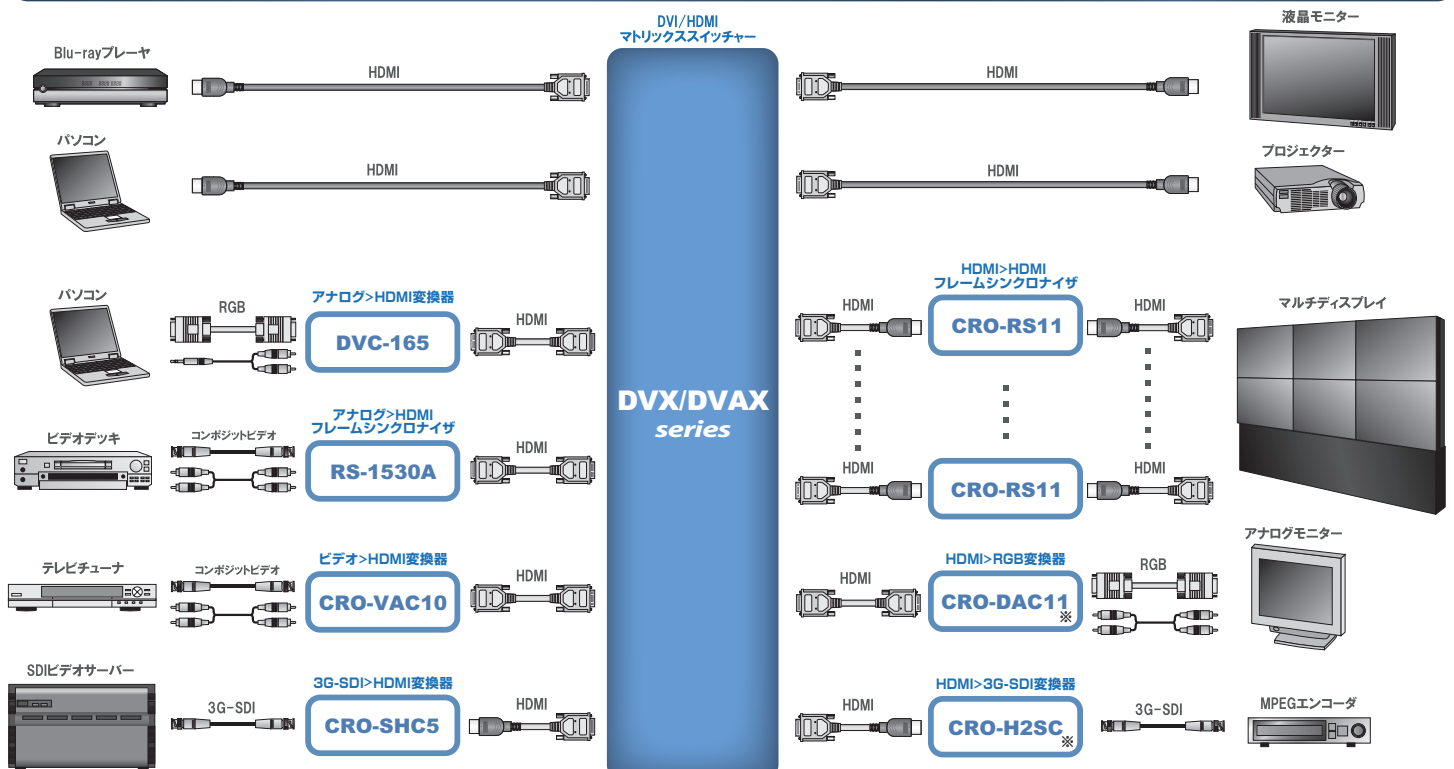 DVI/HDMI
マトリックススイッチャー
DVX/DVAX
series
Blu-rayプレーヤ
HDMI
パソコン
HDMI
パソコン
RGB
アナログ>HDMI変換器
DVC-165
HDMI
ビデオデッキ
コンポジットビデオ
アナログ>HDMI
フレームシンクロナイザ
RS-1530A
HDMI
テレビチューナ
コンポジットビデオ
ビデオ>HDMI変換器
CRO-VAC10
HDMI
SDIビデオサーバー
3G-SDI
3G-SDI>HDMI変換器
CRO-SHC5
HDMI
HDMI
液晶モニター
HDMI
プロジェクター
HDMI
HDMI>HDMI
フレームシンクロナイザ
CRO-RS11
HDMI
マルチディスプレイ
HDMI
CRO-RS11
HDMI
HDMI
HDMI>RGB変換器
CRO-DAC11
※
RGB
アナログモニター
HDMI
HDMI>3G-SDI変換器
CRO-H2SC
※
3G-SDI
MPEGエンコーダ